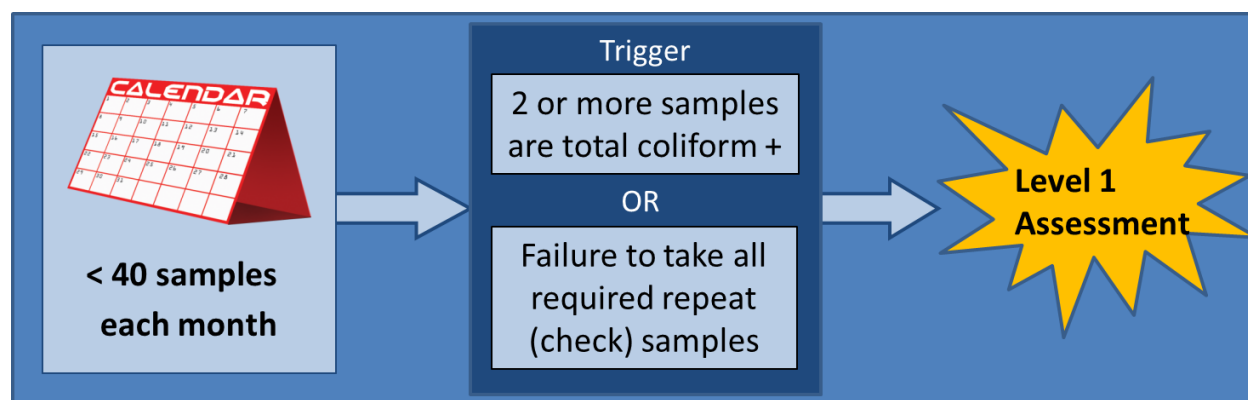 CALENDAR
< 40 samples
each month
Trigger
2 or more samples
are total coliform +
OR
Failure to take all
required repeat
(check) samples
Level 1
Assessment